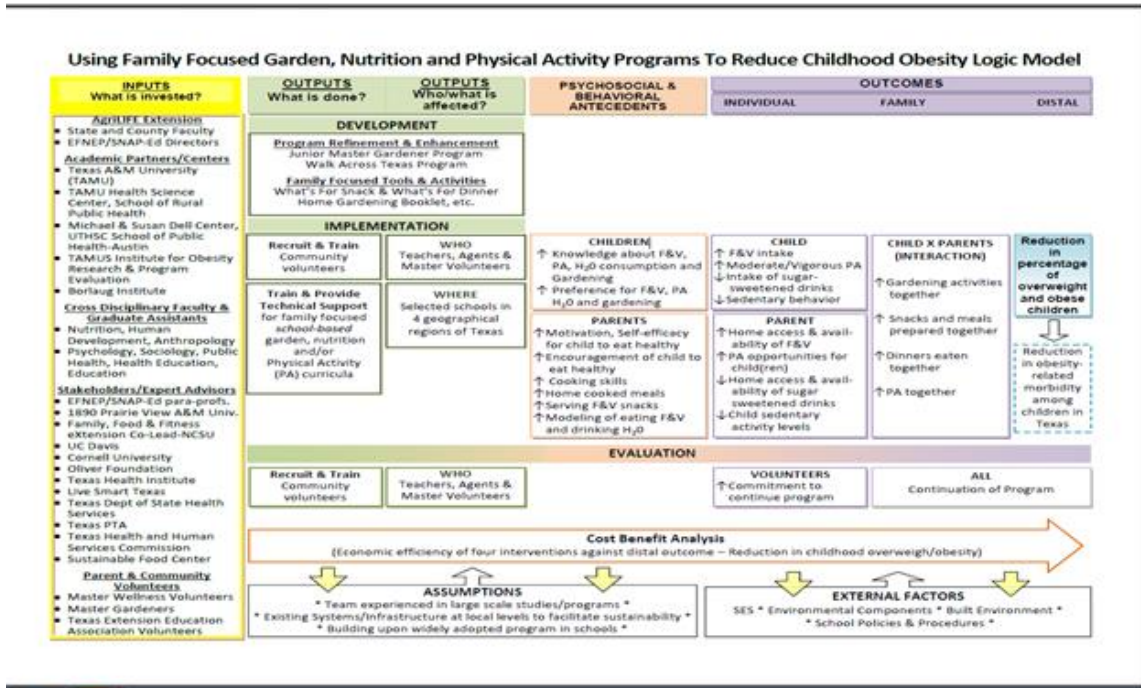 Using Family Focused Garden, Nutrition and Physical Activity Programs To Reduce Childhood Obesity Logic Model
INPUTS
What is invested?
AgriLIFE Extension
• State and County Faculty
• EFNEP/SNAP-Ed Directors
Academic Partners/Centers
• Texas A&M University
(TAMU)
• TAMU Health Science
Center, School of Rural
Public Health
• Michael & Susan Dell Center,
UTHSC School of Public
Health-Austin
• TAMUS Institute for Obesity
Research & Program
Evaluation
• Borlaug Institute
Cross Disciplinary Faculty &
Graduate Assistants
• Nutrition, Human
Development, Anthropology
• Psychology, Sociology, Public
Health, Health Education,
Education
Stakeholders/Expert Advisors
• EFNEP/SNAP-Ed para-profs.
• 1890 Prairie View A&M Univ.
• Family, Food & Fitness
eXtension Co-Lead-NCSU
• UC Davis
• Cornell University
• Oliver Foundation
• Texas Health Institute
• Live Smart Texas
• Texas Dept of State Health
Services
• Texas PTA
• Texas Health and Human
Services Commission
• Sustainable Food Center
Parent & Community
Volunteers
• Master Wellness Volunteers
• Master Gardeners
• Texas Extension Education
Association Volunteers
OUTPUTS
What is done?
OUTPUTS
Who/what is
affected?
PSYCHOSOCIAL &
BEHAVIORAL
ANTECEDENTS
OUTCOMES
INDIVIDUAL FAMILY DISTAL
DEVELOPMENT
Program Refinement & Enhancement
Junior Master Gardener Program
Walk Across Texas Program
Family Focused Tools & Activities
What's For Snack & What's For Dinner
Home Gardening Booklet, etc.
IMPLEMENTATION
Recruit & Train
Community
volunteers
Train & Provide
Technical Support
for family focused
school-based
garden, nutrition
and/or
Physical Activity
(PA) curricula
WHO
Teachers, Agents &
Master Volunteers
WHERE
Selected schools in
4 geographical
regions of Texas
CHILDREN
↑ Knowledge about F&V,
PA, H₂0 consumption and
Gardening
↑ Preference for F&V, PA
H₂0 and gardening
PARENTS
↑Motivation, Self-efficacy
for child to eat healthy
↑Encouragement of child to
eat healthy
↑ Cooking skills
↑Home cooked meals
↑Serving F&V snacks
↑Modeling of eating F&V
and drinking H₂0
CHILD
↑ F&V intake
↑Moderate/Vigorous PA
↓Intake of sugar-
sweetened drinks
↓Sedentary behavior
PARENT
↑Home access & avail-
ability of F&V
↑PA opportunities for
child(ren)
↓Home access & avail-
ability of sugar
sweetened drinks
↓Child sedentary
activity levels
CHILD X PARENTS
(INTERACTION)
↑Gardening activities
together
↑ Snacks and meals
prepared together
↑Dinners eaten
together
↑PA together
Reduction
in
percentage
of
overweight
and obese
children
Reduction
in obesity-
related
morbidity
among
children in
Texas
EVALUATION
Recruit & Train
Community
volunteers
WHO
Teachers, Agents &
Master Volunteers
VOLUNTEERS
↑Commitment to
continue program
ALL
Continuation of Program
Cost Benefit Analysis
(Economic efficiency of four interventions against distal outcome – Reduction in childhood overweigh/obesity)
ASSUMPTIONS
* Team experienced in large scale studies/programs *
* Existing Systems/Infrastructure at local levels to facilitate sustainability *
* Building upon widely adopted program in schools *
EXTERNAL FACTORS
SES * Environmental Components * Built Environment *
* School Policies & Procedures *